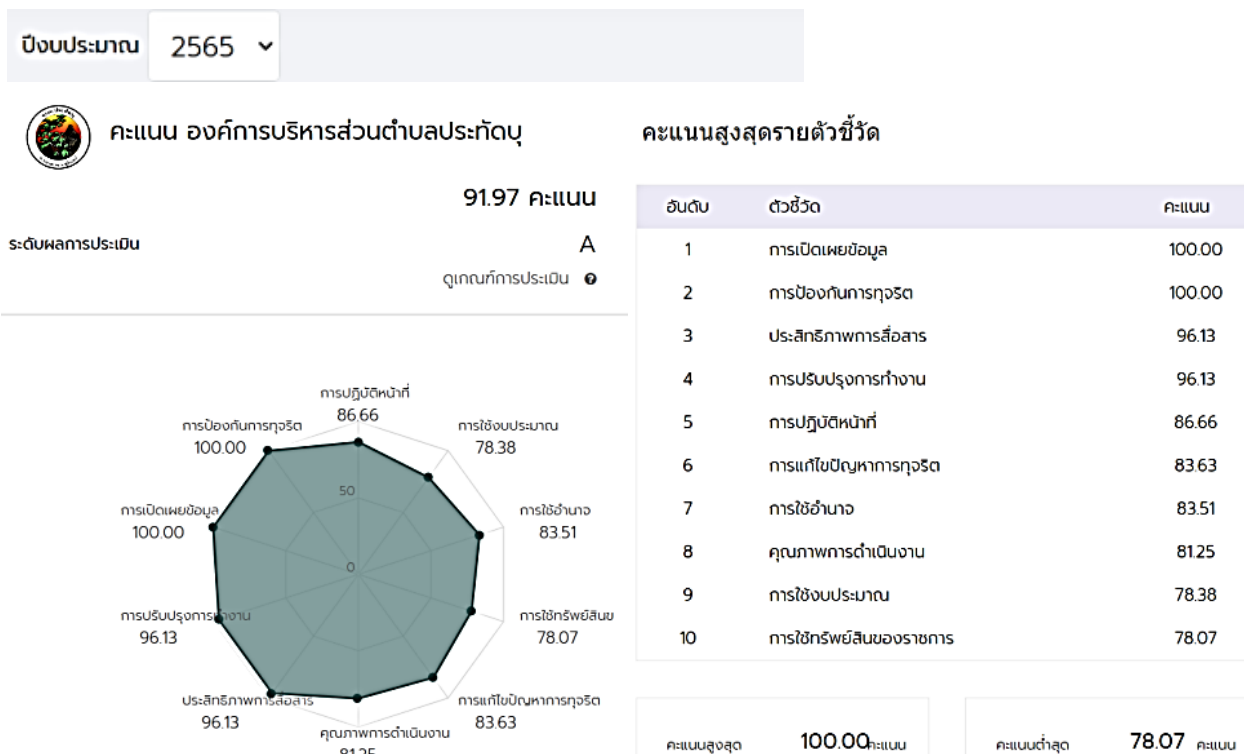 ปีงบประมาณ 2565
คะแนน องค์การบริหารส่วนตำบลประทัดบุ
91.97 คะแนน
ระดับผลการประเมิน A
ดูเกณฑ์การประเมิน
การปฏิบัติหน้าที่
86.66
การใช้งบประมาณ
78.38
การใช้อำนาจ
83.51
การใช้ทรัพย์สินข
78.07
การแก้ไขปัญหาการทุจริต
83.63
คุณภาพการดำเนินงาน
81.25
ประสิทธิภาพการสื่อสาร
96.13
การปรับปรุงการทำงาน
96.13
การเปิดเผยข้อมูล
100.00
การป้องกันการทุจริต
100.00
50
0
คะแนนสูงสุดรายตัวชี้วัด
อันดับ ตัวชี้วัด คะแนน
1 การเปิดเผยข้อมูล 100.00
2 การป้องกันการทุจริต 100.00
3 ประสิทธิภาพการสื่อสาร 96.13
4 การปรับปรุงการทำงาน 96.13
5 การปฏิบัติหน้าที่ 86.66
6 การแก้ไขปัญหาการทุจริต 83.63
7 การใช้อำนาจ 83.51
8 คุณภาพการดำเนินงาน 81.25
9 การใช้งบประมาณ 78.38
10 การใช้ทรัพย์สินของราชการ 78.07
คะแนนสูงสุด 100.00 คะแนน
คะแนนต่ำสุด 78.07 คะแนน